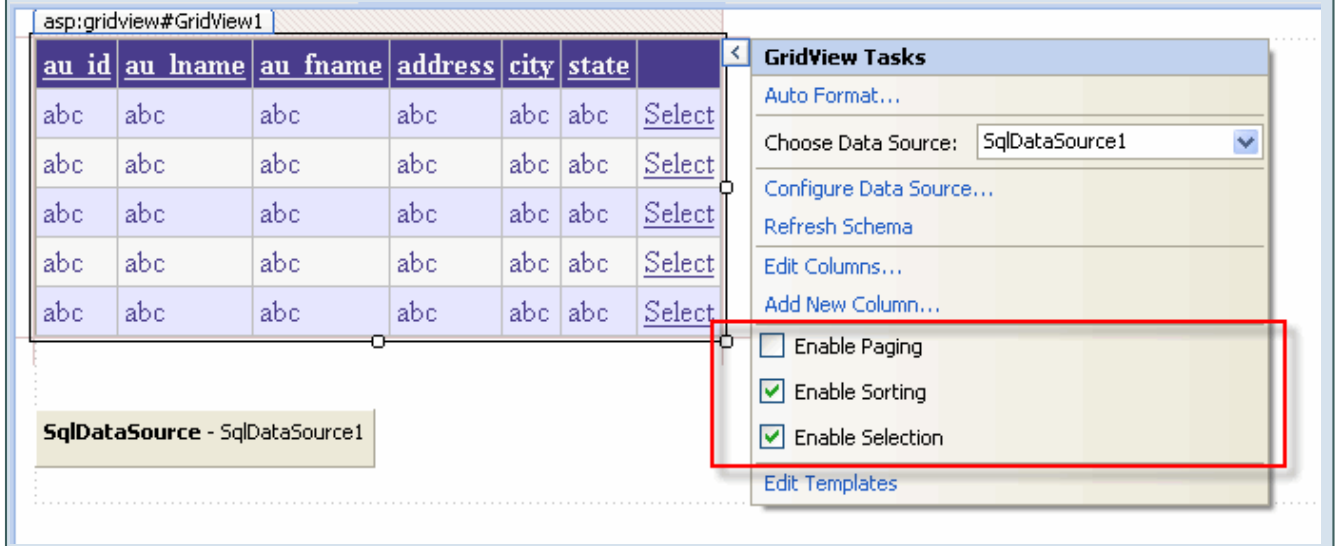 asp:gridview#GridView1
au_id au_lname au_fname address city state
abc abc abc abc abc abc Select
abc abc abc abc abc abc Select
abc abc abc abc abc abc Select
abc abc abc abc abc abc Select
abc abc abc abc abc abc Select
SqlDataSource - SqlDataSource1
GridView Tasks
Auto Format...
Choose Data Source: SqlDataSource1
Configure Data Source...
Refresh Schema
Edit Columns...
Add New Column...
Enable Paging
Enable Sorting
Enable Selection
Edit Templates